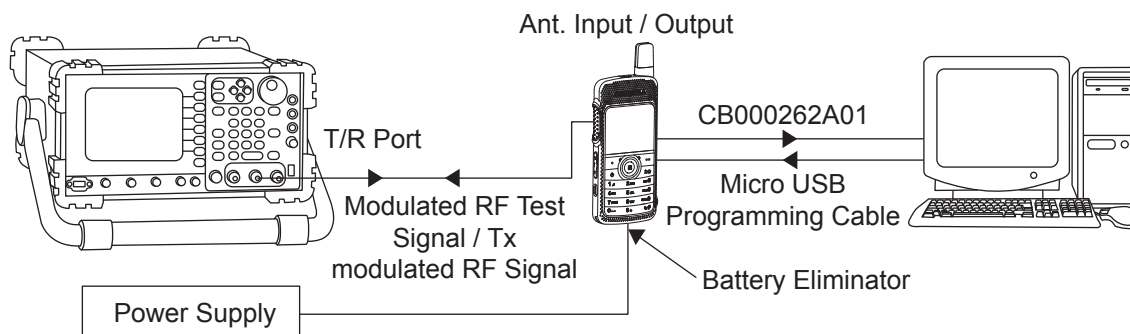 Ant. Input / Output
T/R Port
CB000262A01
Modulated RF Test
Signal / Tx
modulated RF Signal
Micro USB
Programming Cable
Battery Eliminator
Power Supply